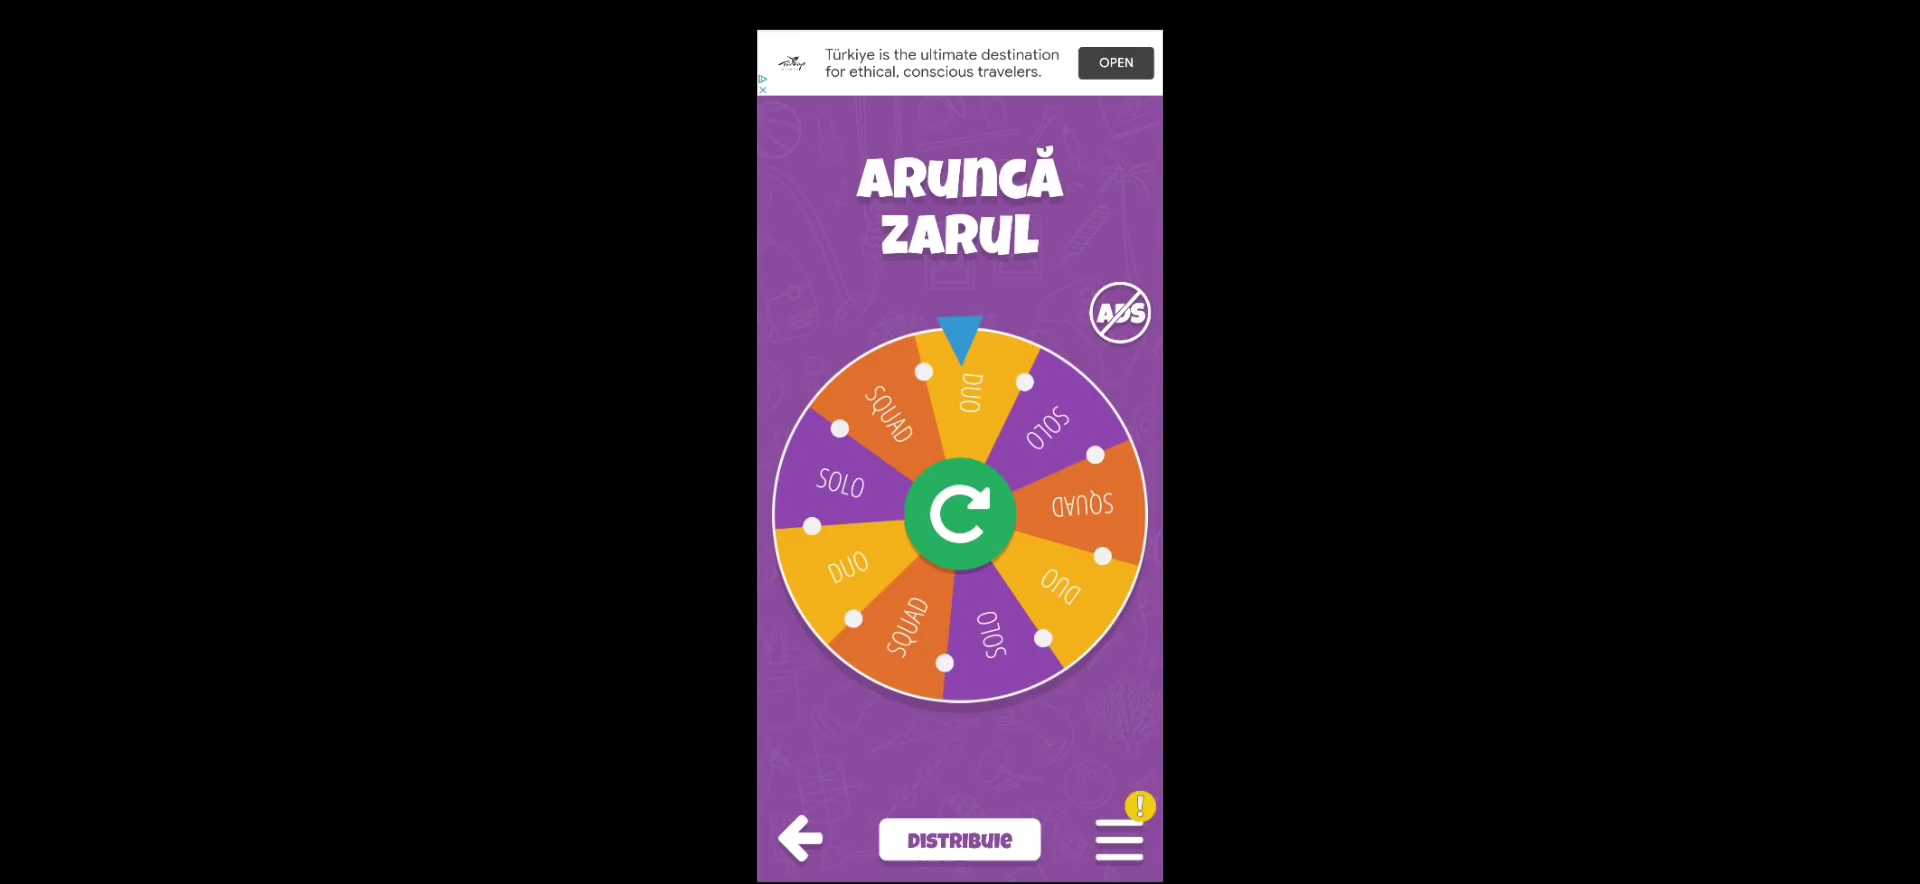 Türkiye is the ultimate destination
for ethical, conscious travelers.
OPEN
ARUNCĂ
ZARUL
ADS
DUO
SOLO
SQUAD
DUO
SOLO
SQUAD
DUO
SOLO
SQUAD
!
DISTRIBUIE